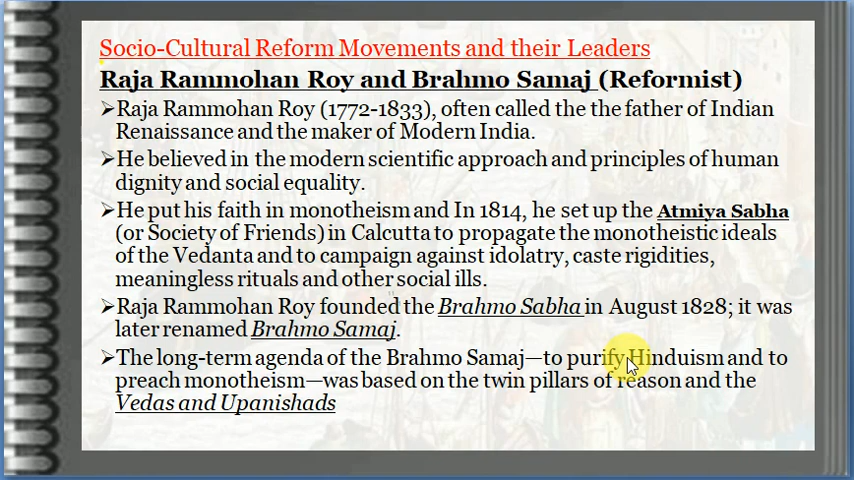 Socio-Cultural Reform Movements and their Leaders
Raja Rammohan Roy and Brahmo Samaj (Reformist)
➢Raja Rammohan Roy (1772-1833), often called the the father of Indian
Renaissance and the maker of Modern India.
➢He believed in the modern scientific approach and principles of human
dignity and social equality.
➢He put his faith in monotheism and In 1814, he set up the Atmiya Sabha
(or Society of Friends) in Calcutta to propagate the monotheistic ideals
of the Vedanta and to campaign against idolatry, caste rigidities,
meaningless rituals and other social ills.
➢Raja Rammohan Roy founded the Brahmo Sabha in August 1828; it was
later renamed Brahmo Samaj.
➢The long-term agenda of the Brahmo Samaj—to purify Hinduism and to
preach monotheism—was based on the twin pillars of reason and the
Vedas and Upanishads